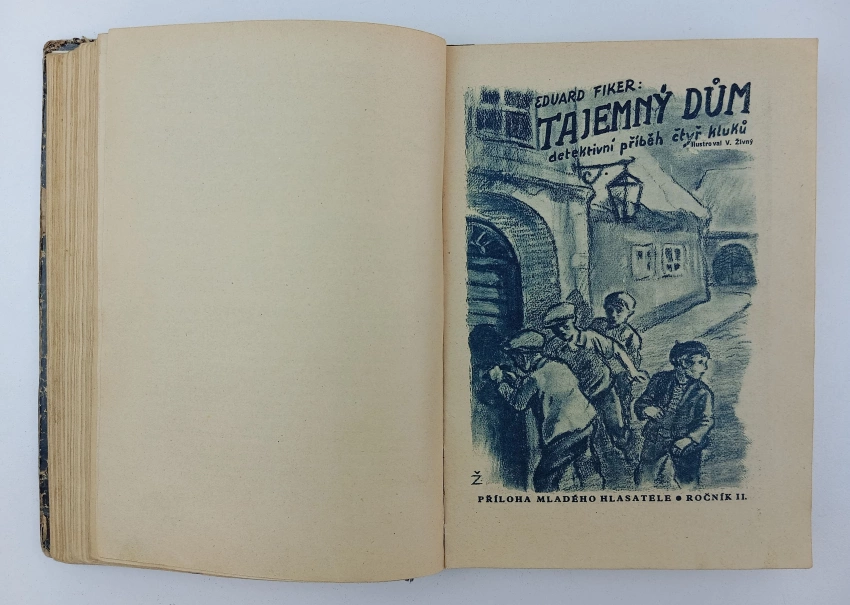 EDUARD FIKER:
TAJEMNÝ DŮM
detektivní příběh čtyř kluků
Ilustroval V. Živný
Ž
PŘÍLOHA MLADÉHO HLASATELE ● ROČNÍK II.